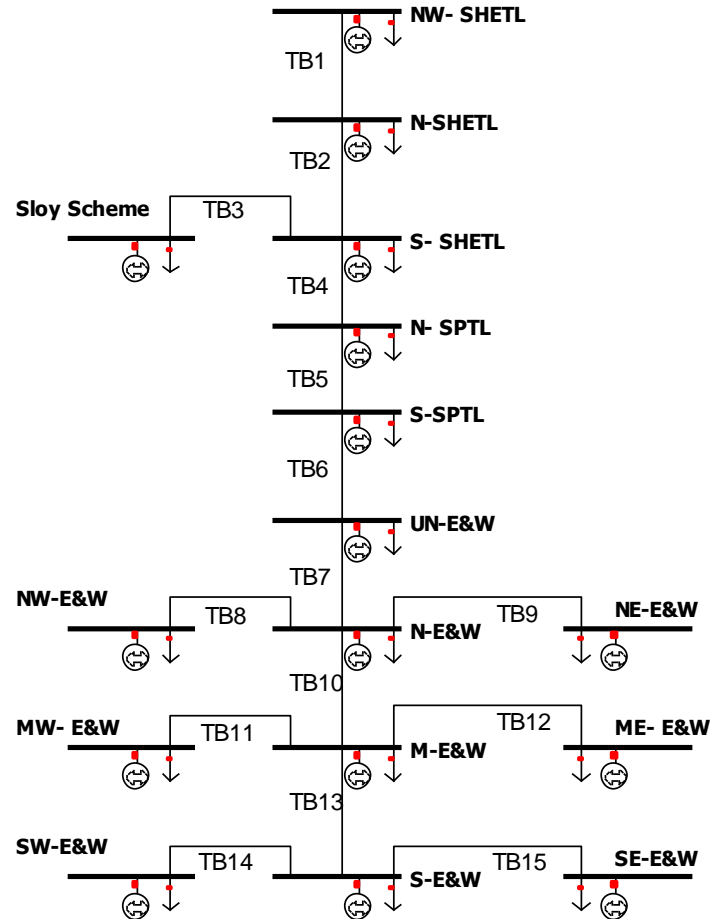 NW- SHETL
TB1
N-SHETL
TB2
Sloy Scheme
TB3
S- SHETL
TB4
N- SPTL
TB5
S-SPTL
TB6
UN-E&W
TB7
NW-E&W
TB8
TB9
NE-E&W
N-E&W
TB10
MW- E&W
TB11
TB12
ME- E&W
M-E&W
TB13
SW-E&W
TB14
TB15
SE-E&W
S-E&W